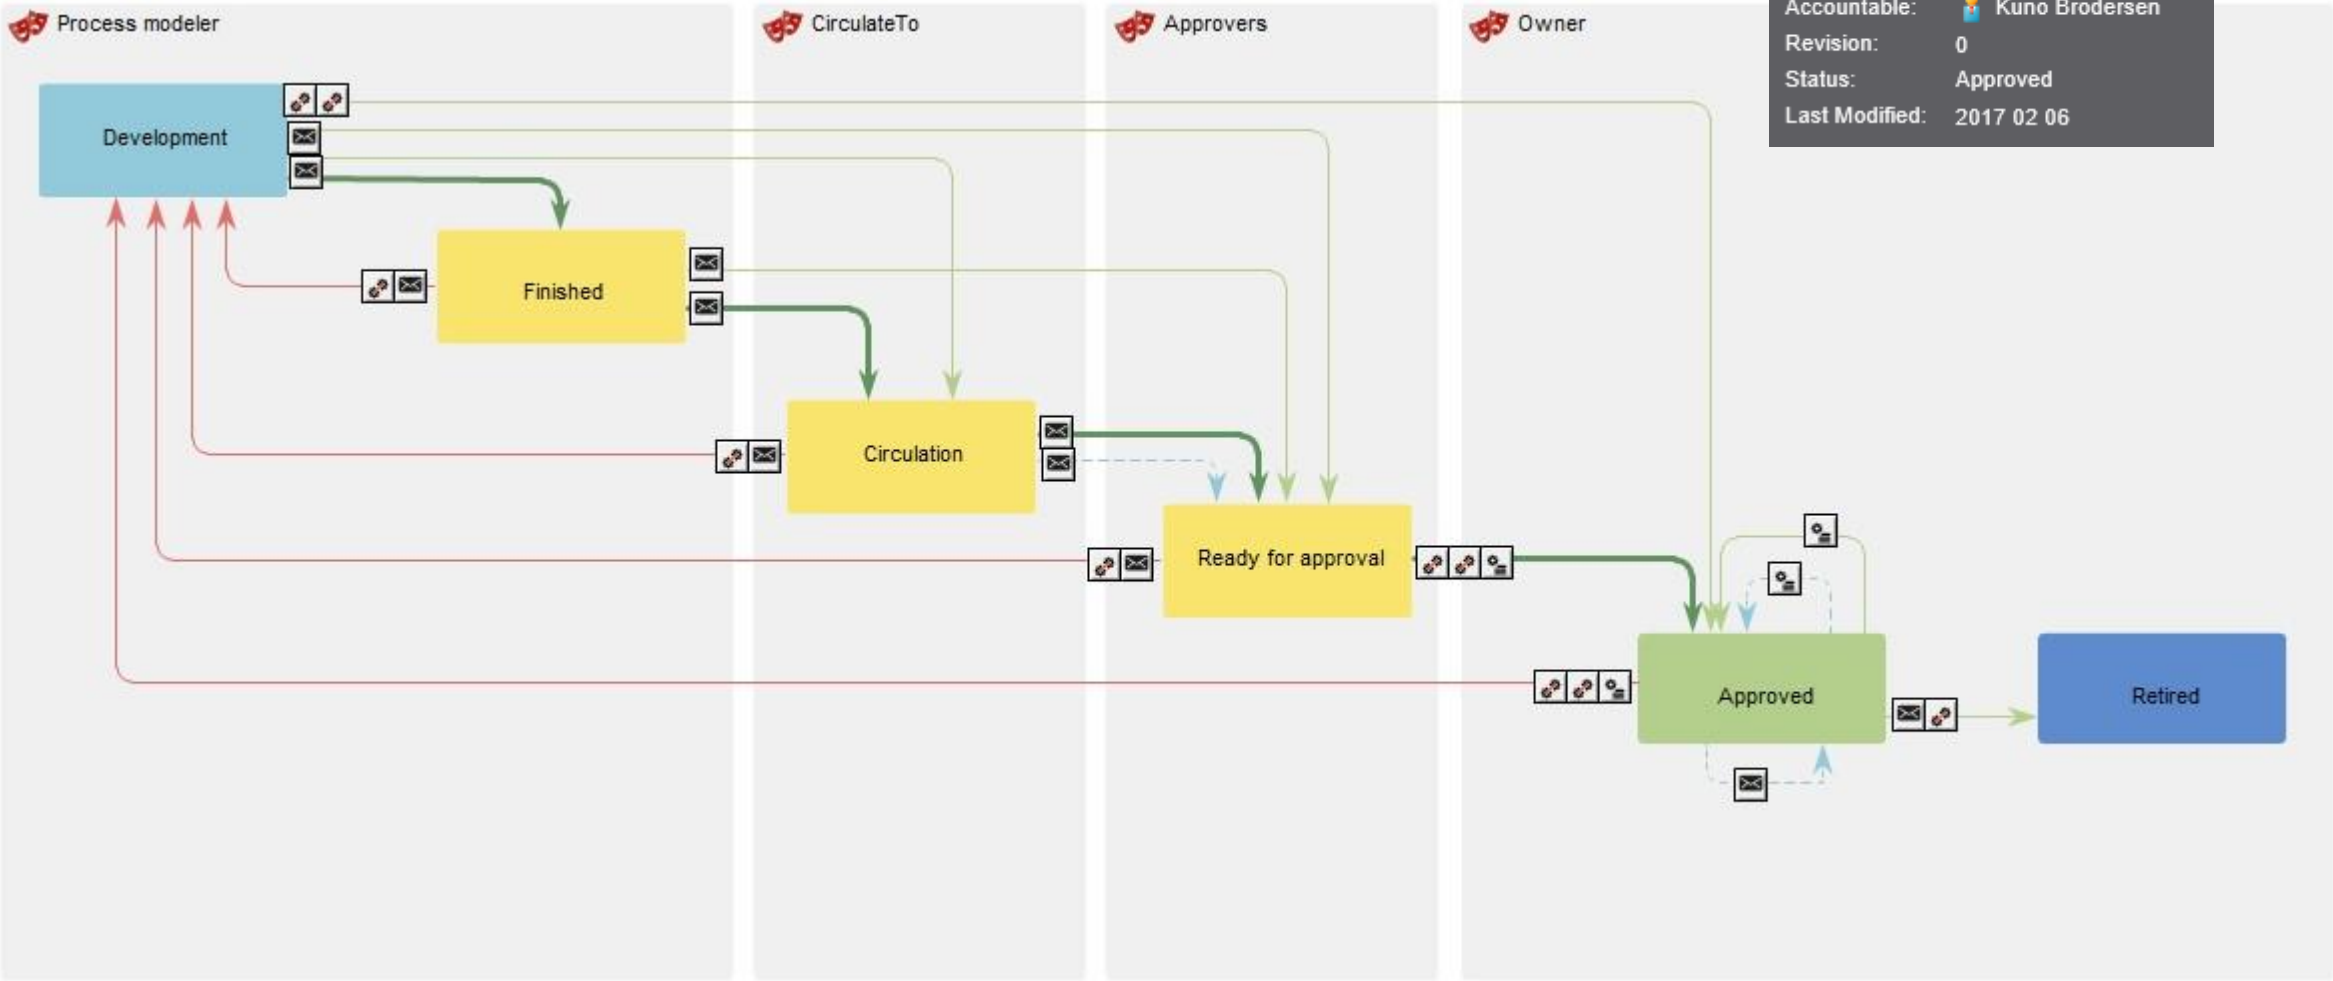 Process modeler
CirculateTo
Approvers
Owner
Accountable: Kuno Brodersen
Revision: 0
Status: Approved
Last Modified: 2017 02 06
Development
Finished
Circulation
Ready for approval
Approved
Retired